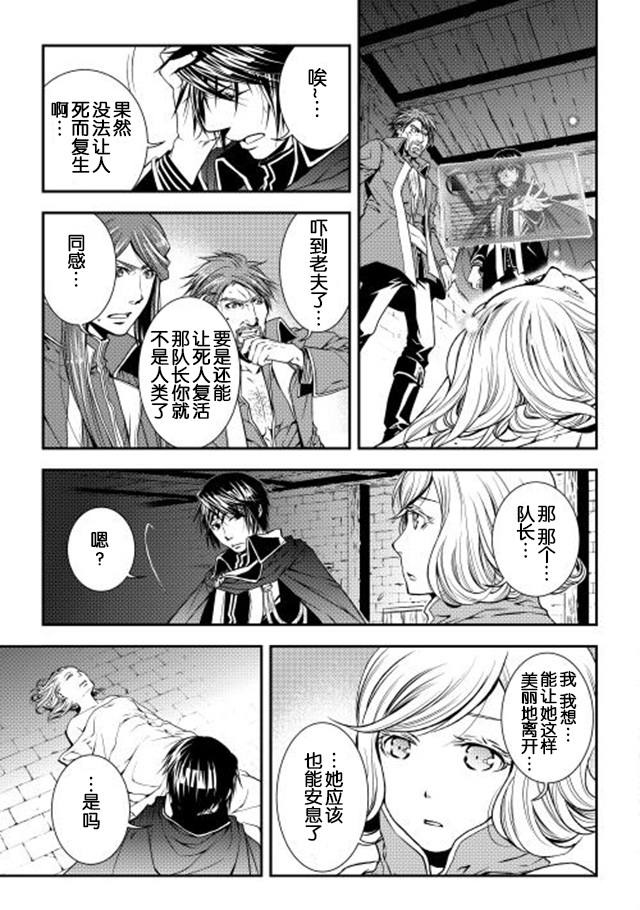 唉~…
果然
没法让人
死而复生
啊…
吓到老夫了…
要是还能
让死人复活
那队长你就
不是人类了
同感…
那 那个!…
队长…
嗯?
我 我想…
能让她这样
美丽地离开…
…她应该
也能安息了
…是吗